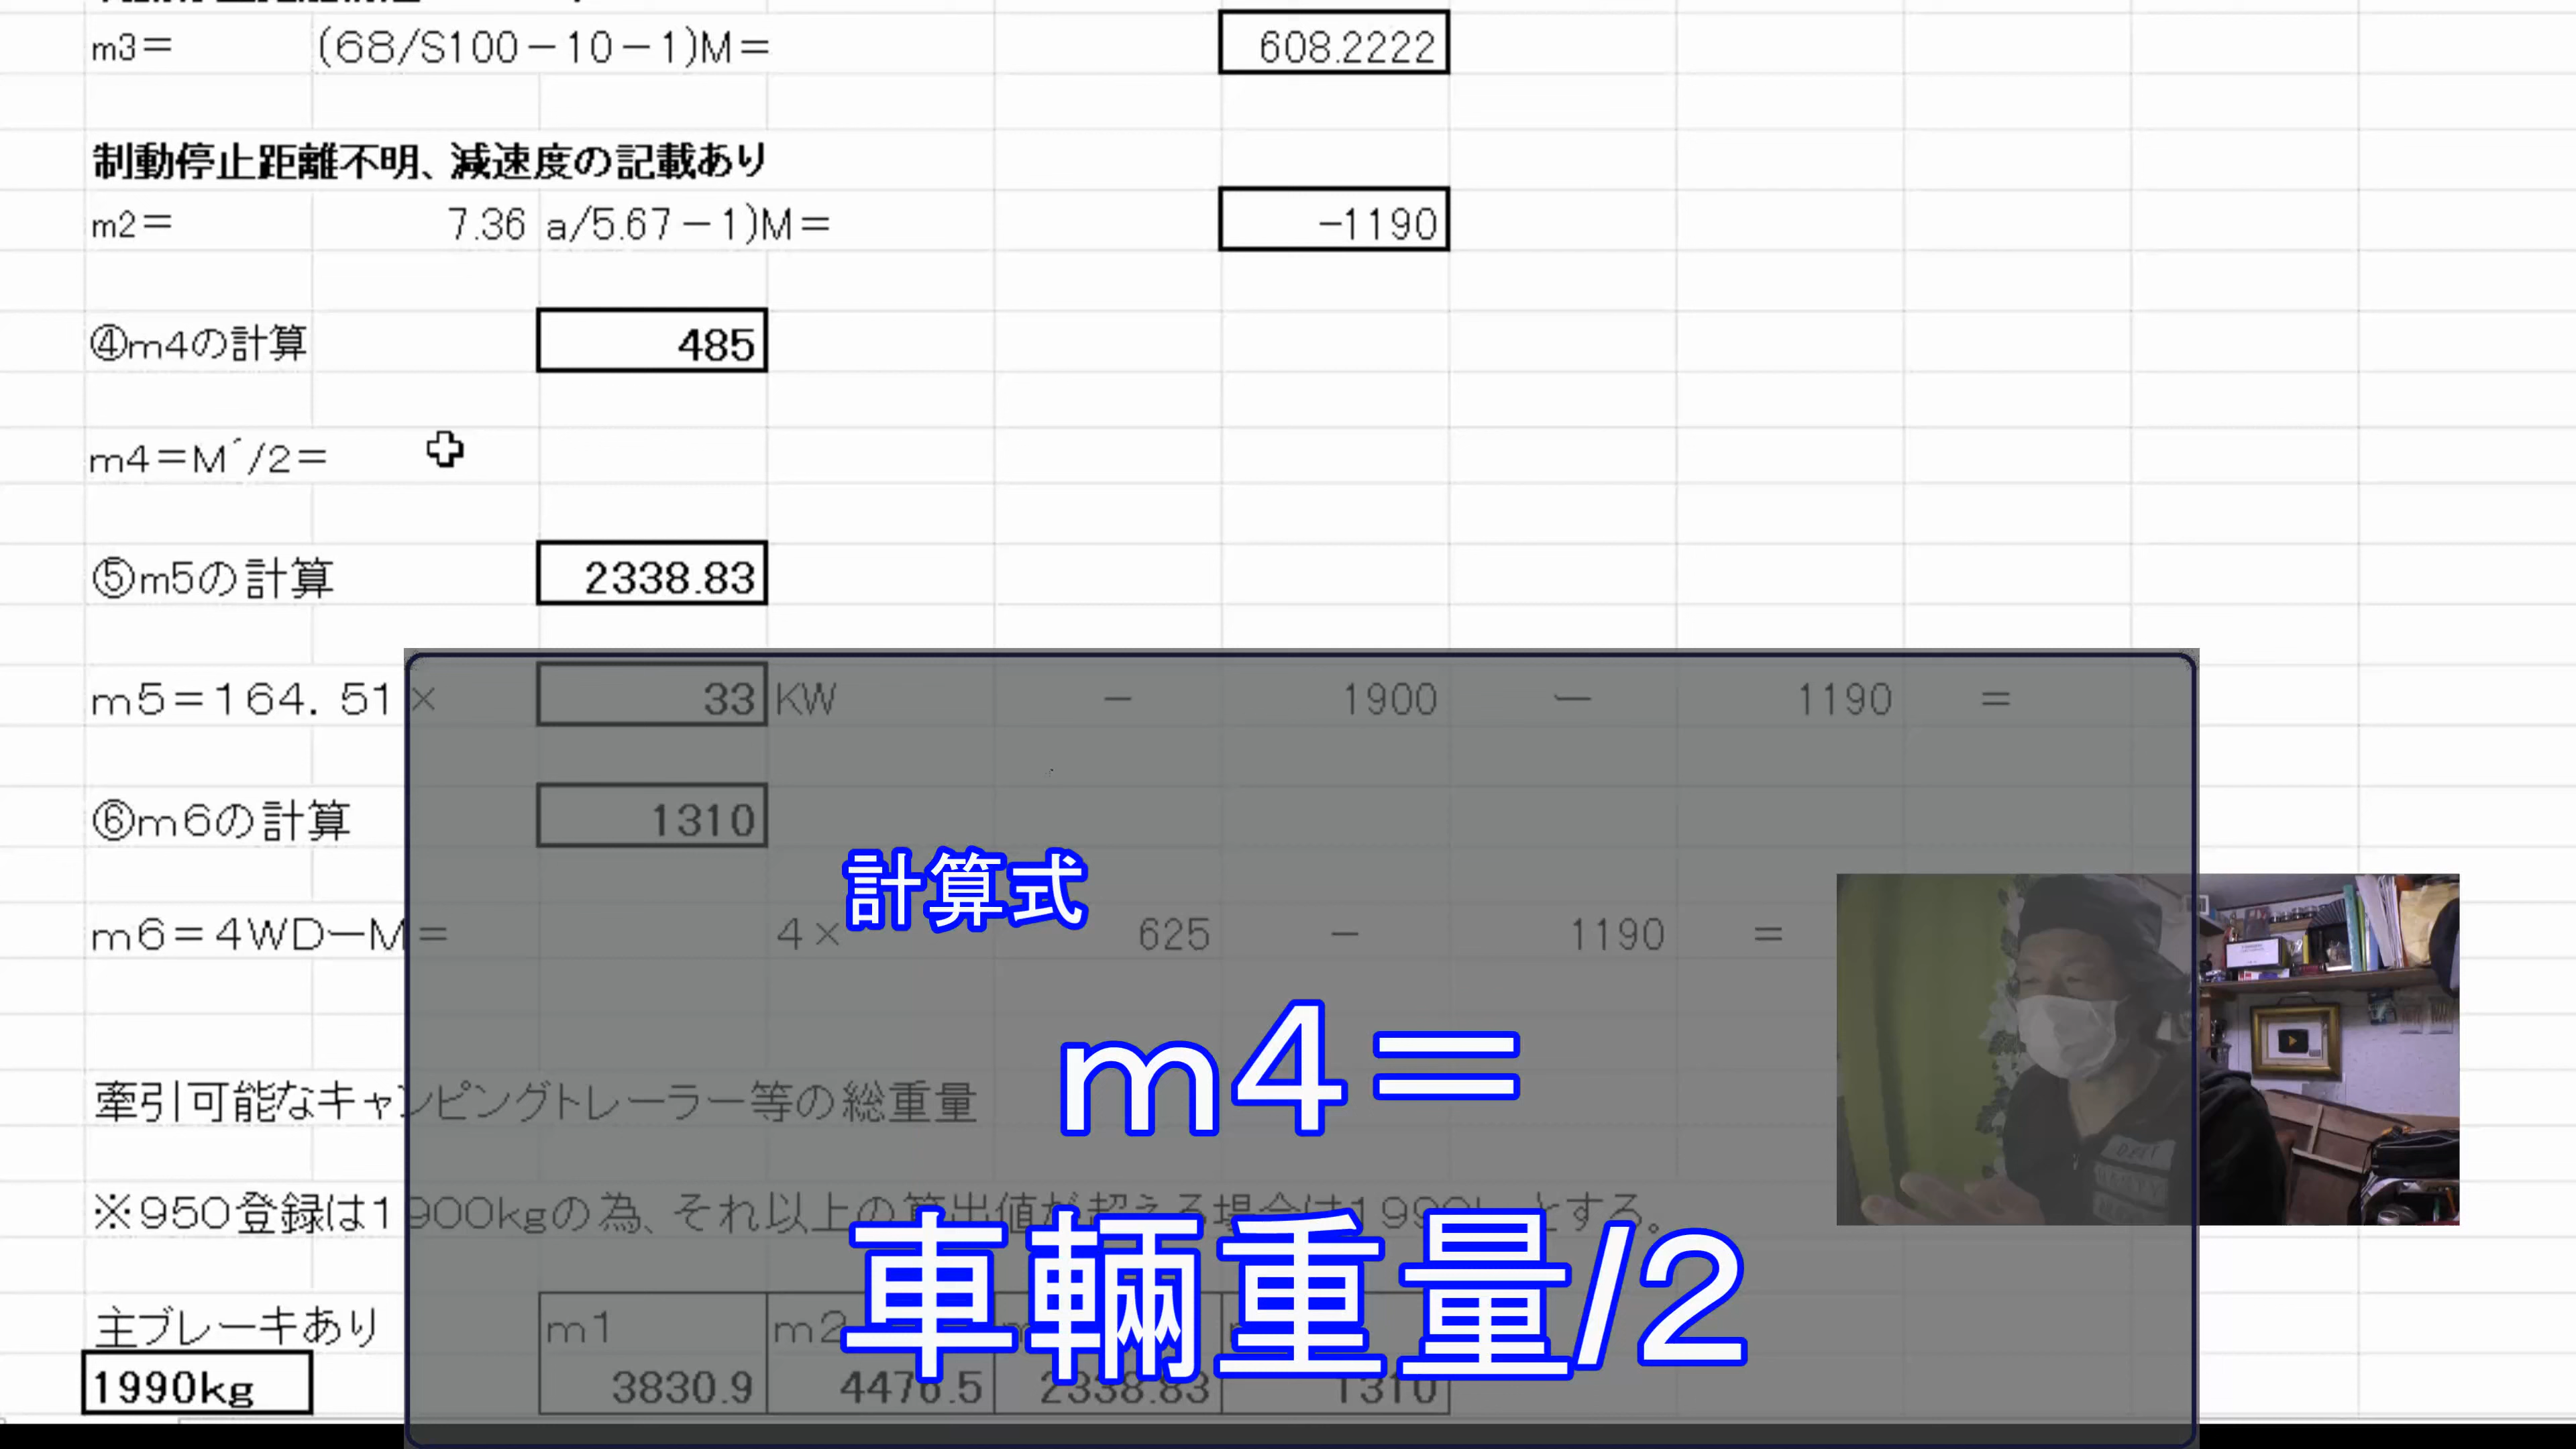 m3＝ (68/S100－10－1)M＝ 608.2222
制動停止距離不明、減速度の記載あり
m2＝ 7.36 a/5.67－1)M＝ －1190
④m4の計算 485
m4＝M´/2＝
⑤m5の計算 2338.83
m5＝164．51× 33 KW － 1900 － 1190 ＝
⑥m6の計算 1310
計算式
m6＝4WD－M＝ 4× 625 － 1190 ＝
m4＝
牽引可能なキャンピングトレーラー等の総重量
※950登録は1900kgの為、それ以上の算出値が超える場合は199 とする。
車輛重量/2
主ブレーキあり m1 m2
1990kg 3830.9 4476.5 2338.83 1310